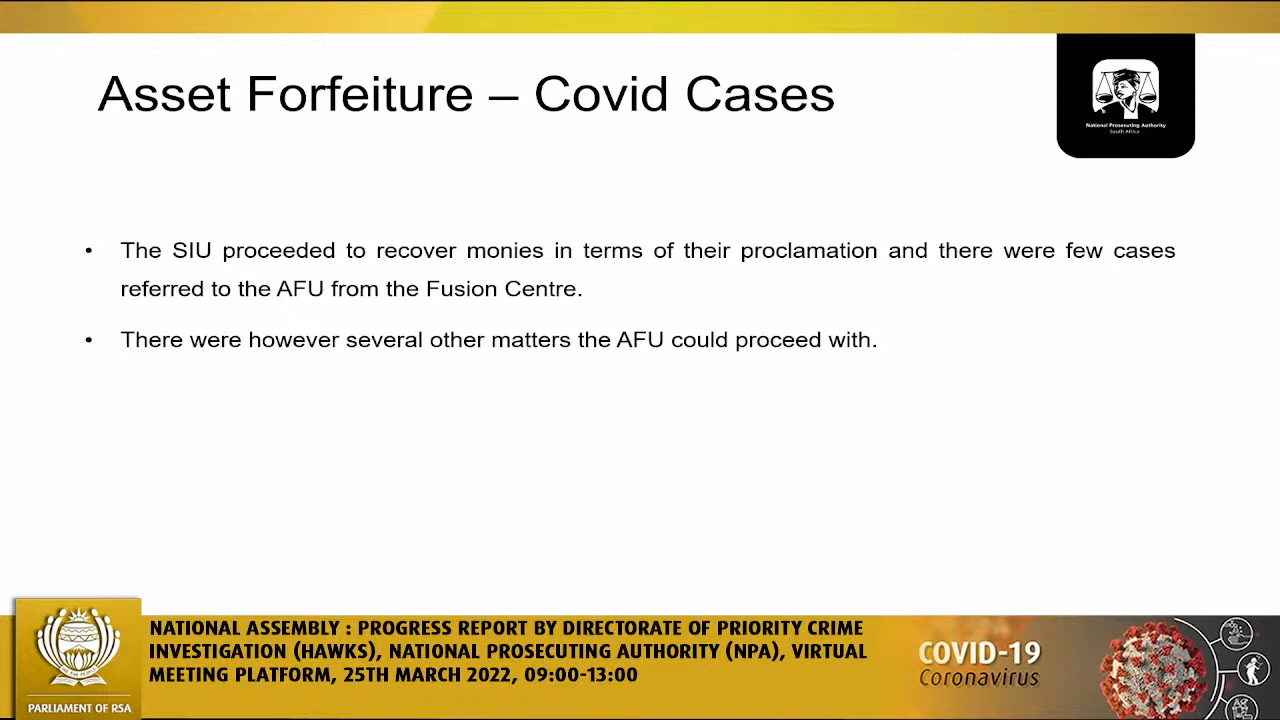 Asset Forfeiture – Covid Cases
National Prosecuting Authority
South Africa
• The SIU proceeded to recover monies in terms of their proclamation and there were few cases
referred to the AFU from the Fusion Centre.
• There were however several other matters the AFU could proceed with.
NATIONAL ASSEMBLY : PROGRESS REPORT BY DIRECTORATE OF PRIORITY CRIME
INVESTIGATION (HAWKS), NATIONAL PROSECUTING AUTHORITY (NPA), VIRTUAL
MEETING PLATFORM, 25TH MARCH 2022, 09:00-13:00
PARLIAMENT OF RSA
COVID-19
Coronavirus